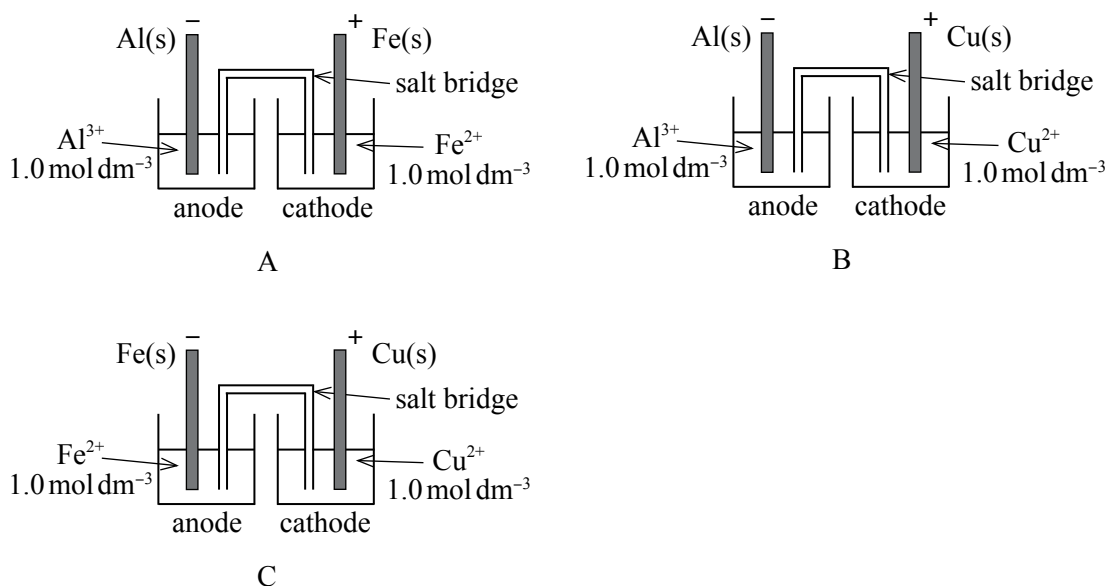 − +
Al(s) Fe(s)
salt bridge
Al³⁺ Fe²⁺
1.0 mol dm⁻³ 1.0 mol dm⁻³
anode cathode
A
− +
Al(s) Cu(s)
salt bridge
Al³⁺ Cu²⁺
1.0 mol dm⁻³ 1.0 mol dm⁻³
anode cathode
B
− +
Fe(s) Cu(s)
salt bridge
Fe²⁺ Cu²⁺
1.0 mol dm⁻³ 1.0 mol dm⁻³
anode cathode
C